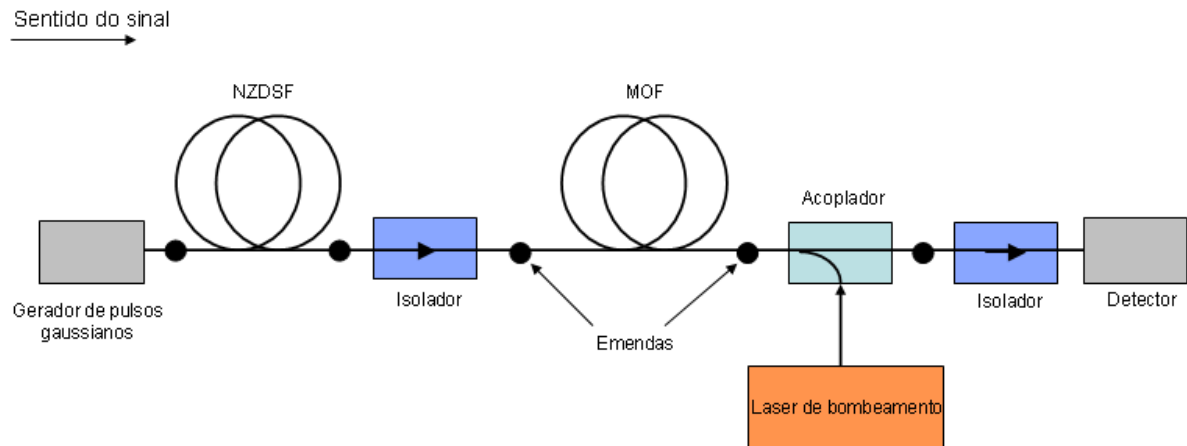 Sentido do sinal
NZDSF
MOF
Acoplador
Gerador de pulsos
gaussianos
Isolador
Emendas
Isolador
Detector
Laser de bombeamento